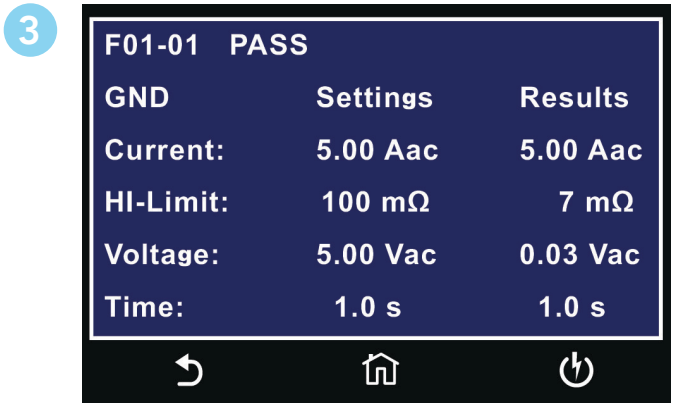 3
F01-01 PASS
GND Settings Results
Current: 5.00 Aac 5.00 Aac
HI-Limit: 100 mΩ 7 mΩ
Voltage: 5.00 Vac 0.03 Vac
Time: 1.0 s 1.0 s